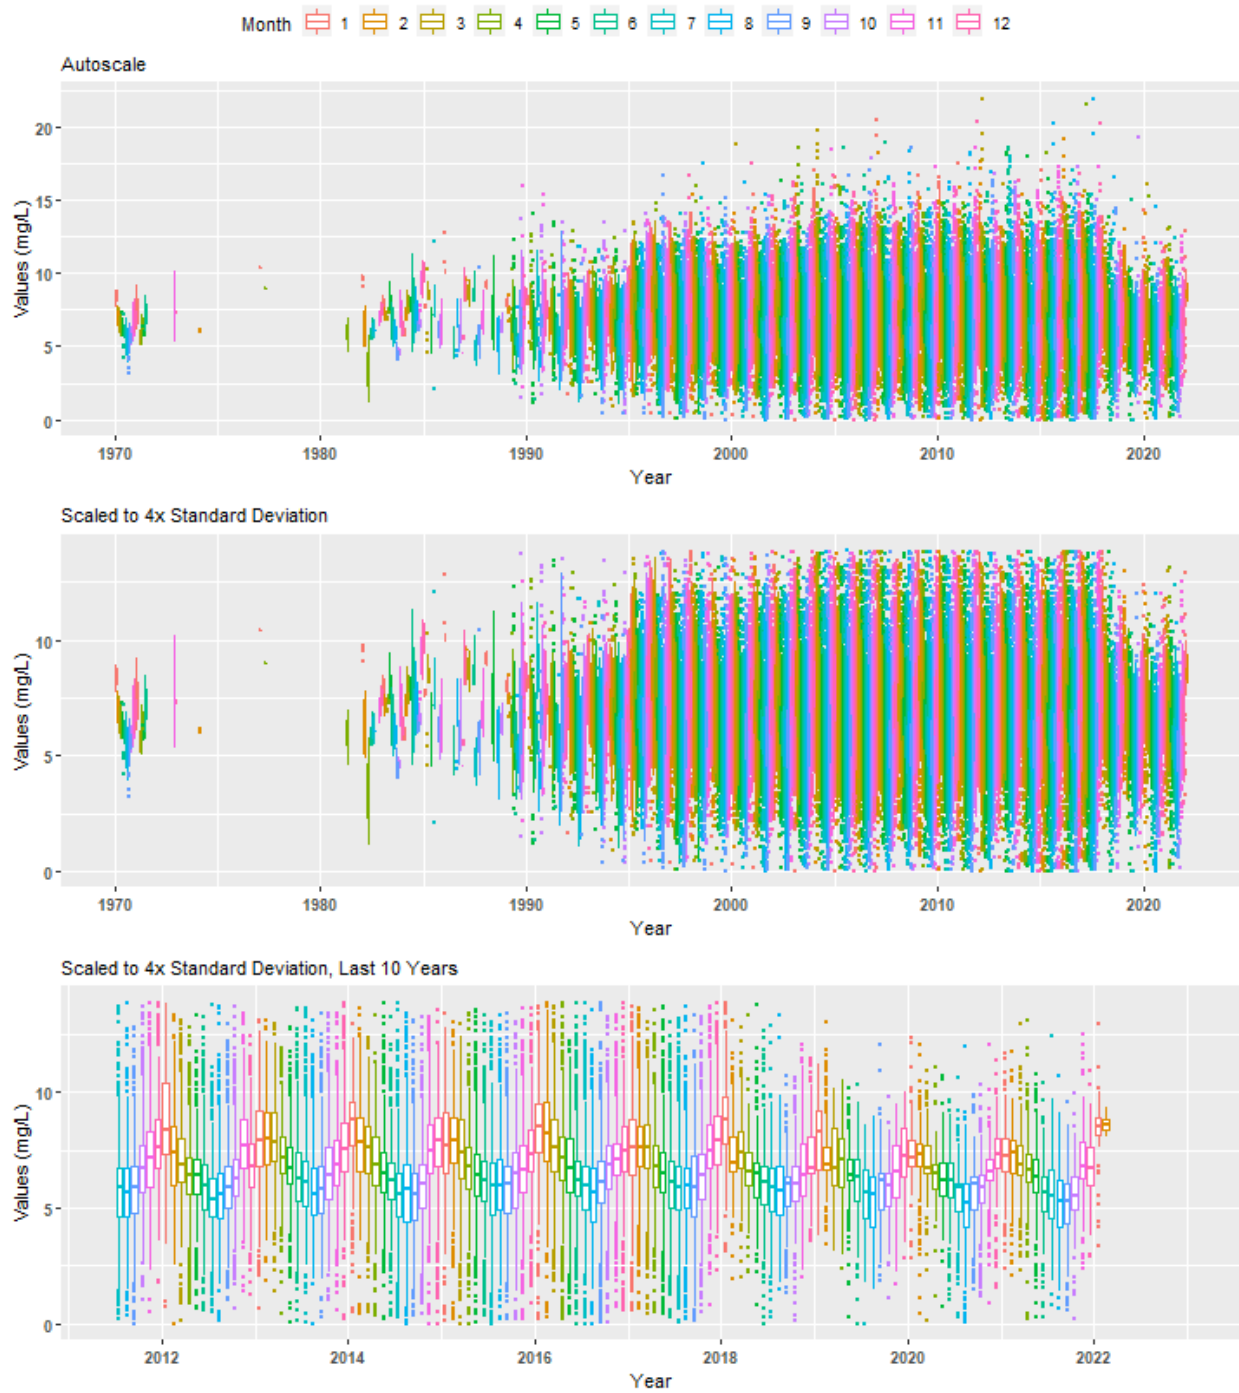 Month 1 2 3 4 5 6 7 8 9 10 11 12
Autoscale
Values (mg/L)
20
15
10
5
0
1970 1980 1990 2000 2010 2020
Year
Scaled to 4x Standard Deviation
Values (mg/L)
10
5
0
1970 1980 1990 2000 2010 2020
Year
Scaled to 4x Standard Deviation, Last 10 Years
Values (mg/L)
10
5
0
2012 2014 2016 2018 2020 2022
Year